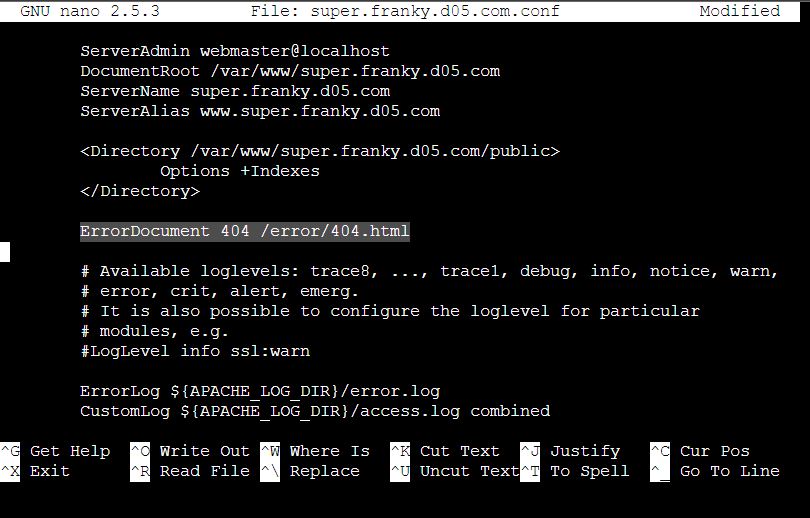 GNU nano 2.5.3 File: super.franky.d05.com.conf Modified
ServerAdmin webmaster@localhost
DocumentRoot /var/www/super.franky.d05.com
ServerName super.franky.d05.com
ServerAlias www.super.franky.d05.com
<Directory /var/www/super.franky.d05.com/public>
Options +Indexes
</Directory>
ErrorDocument 404 /error/404.html
# Available loglevels: trace8, ..., trace1, debug, info, notice, warn,
# error, crit, alert, emerg.
# It is also possible to configure the loglevel for particular
# modules, e.g.
#LogLevel info ssl:warn
ErrorLog ${APACHE_LOG_DIR}/error.log
CustomLog ${APACHE_LOG_DIR}/access.log combined
^G Get Help ^O Write Out ^W Where Is ^K Cut Text ^J Justify ^C Cur Pos
^X Exit ^R Read File ^\ Replace ^U Uncut Text ^T To Spell ^_ Go To Line